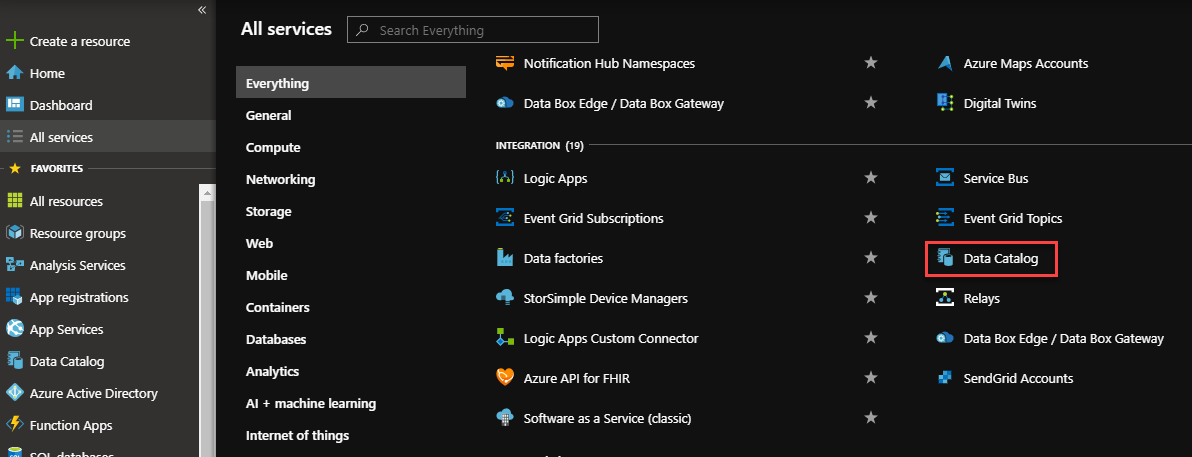 «
Create a resource
Home
Dashboard
All services
FAVORITES
All resources
Resource groups
Analysis Services
App registrations
App Services
Data Catalog
Azure Active Directory
Function Apps
SQL databases
All services
Search Everything
Everything
General
Compute
Networking
Storage
Web
Mobile
Containers
Databases
Analytics
AI + machine learning
Internet of things
Notification Hub Namespaces
Azure Maps Accounts
Data Box Edge / Data Box Gateway
Digital Twins
INTEGRATION (19)
Logic Apps
Service Bus
Event Grid Subscriptions
Event Grid Topics
Data factories
Data Catalog
StorSimple Device Managers
Relays
Logic Apps Custom Connector
Data Box Edge / Data Box Gateway
Azure API for FHIR
SendGrid Accounts
Software as a Service (classic)